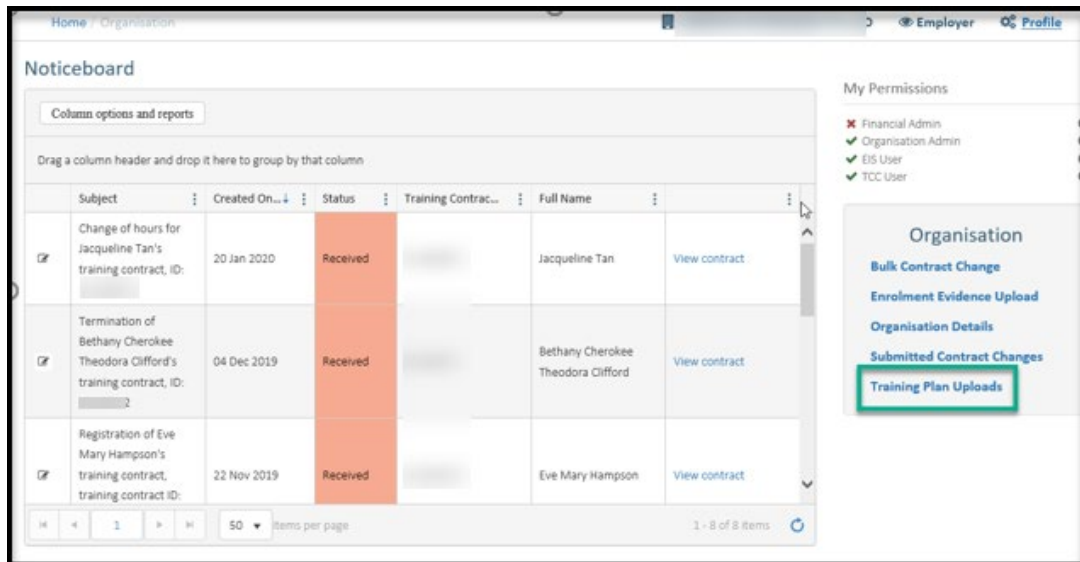 Home / Organisation
Employer
Profile
Noticeboard
Column options and reports
Drag a column header and drop it here to group by that column
Subject
Created On...
Status
Training Contrac...
Full Name
Change of hours for
Jacqueline Tan's
training contract, ID:
20 Jan 2020
Received
Jacqueline Tan
View contract
Termination of
Bethany Cherokee
Theodora Clifford's
training contract, ID:
2
04 Dec 2019
Received
Bethany Cherokee
Theodora Clifford
View contract
Registration of Eve
Mary Hampson's
training contract,
training contract ID:
22 Nov 2019
Received
Eve Mary Hampson
View contract
1
50
items per page
1 - 8 of 8 items
My Permissions
Financial Admin
Organisation Admin
EIS User
TCC User
Organisation
Bulk Contract Change
Enrolment Evidence Upload
Organisation Details
Submitted Contract Changes
Training Plan Uploads